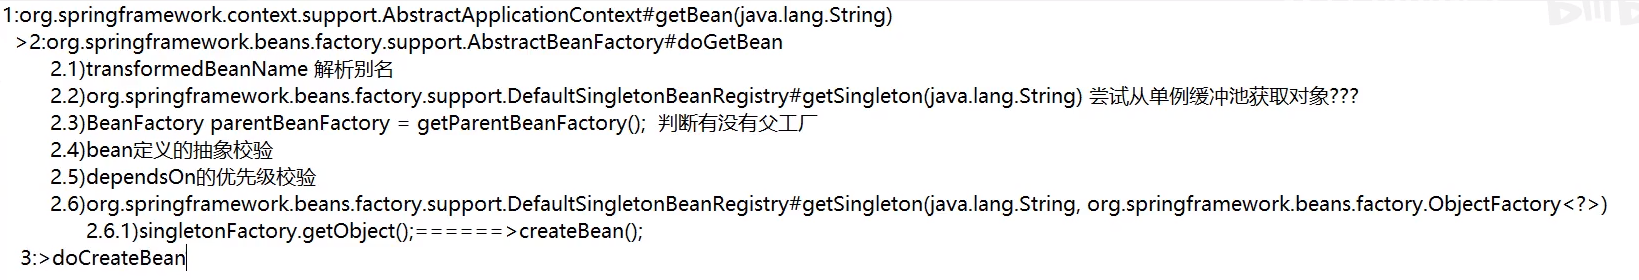 1:org.springframework.context.support.AbstractApplicationContext#getBean(java.lang.String)
>2:org.springframework.beans.factory.support.AbstractBeanFactory#doGetBean
2.1)transformedBeanName 解析别名
2.2)org.springframework.beans.factory.support.DefaultSingletonBeanRegistry#getSingleton(java.lang.String) 尝试从单例缓冲池获取对象???
2.3)BeanFactory parentBeanFactory = getParentBeanFactory();  判断有没有父工厂
2.4)bean定义的抽象校验
2.5)dependsOn的优先级校验
2.6)org.springframework.beans.factory.support.DefaultSingletonBeanRegistry#getSingleton(java.lang.String, org.springframework.beans.factory.ObjectFactory<?>)
2.6.1)singletonFactory.getObject();======>createBean();
3:>doCreateBean